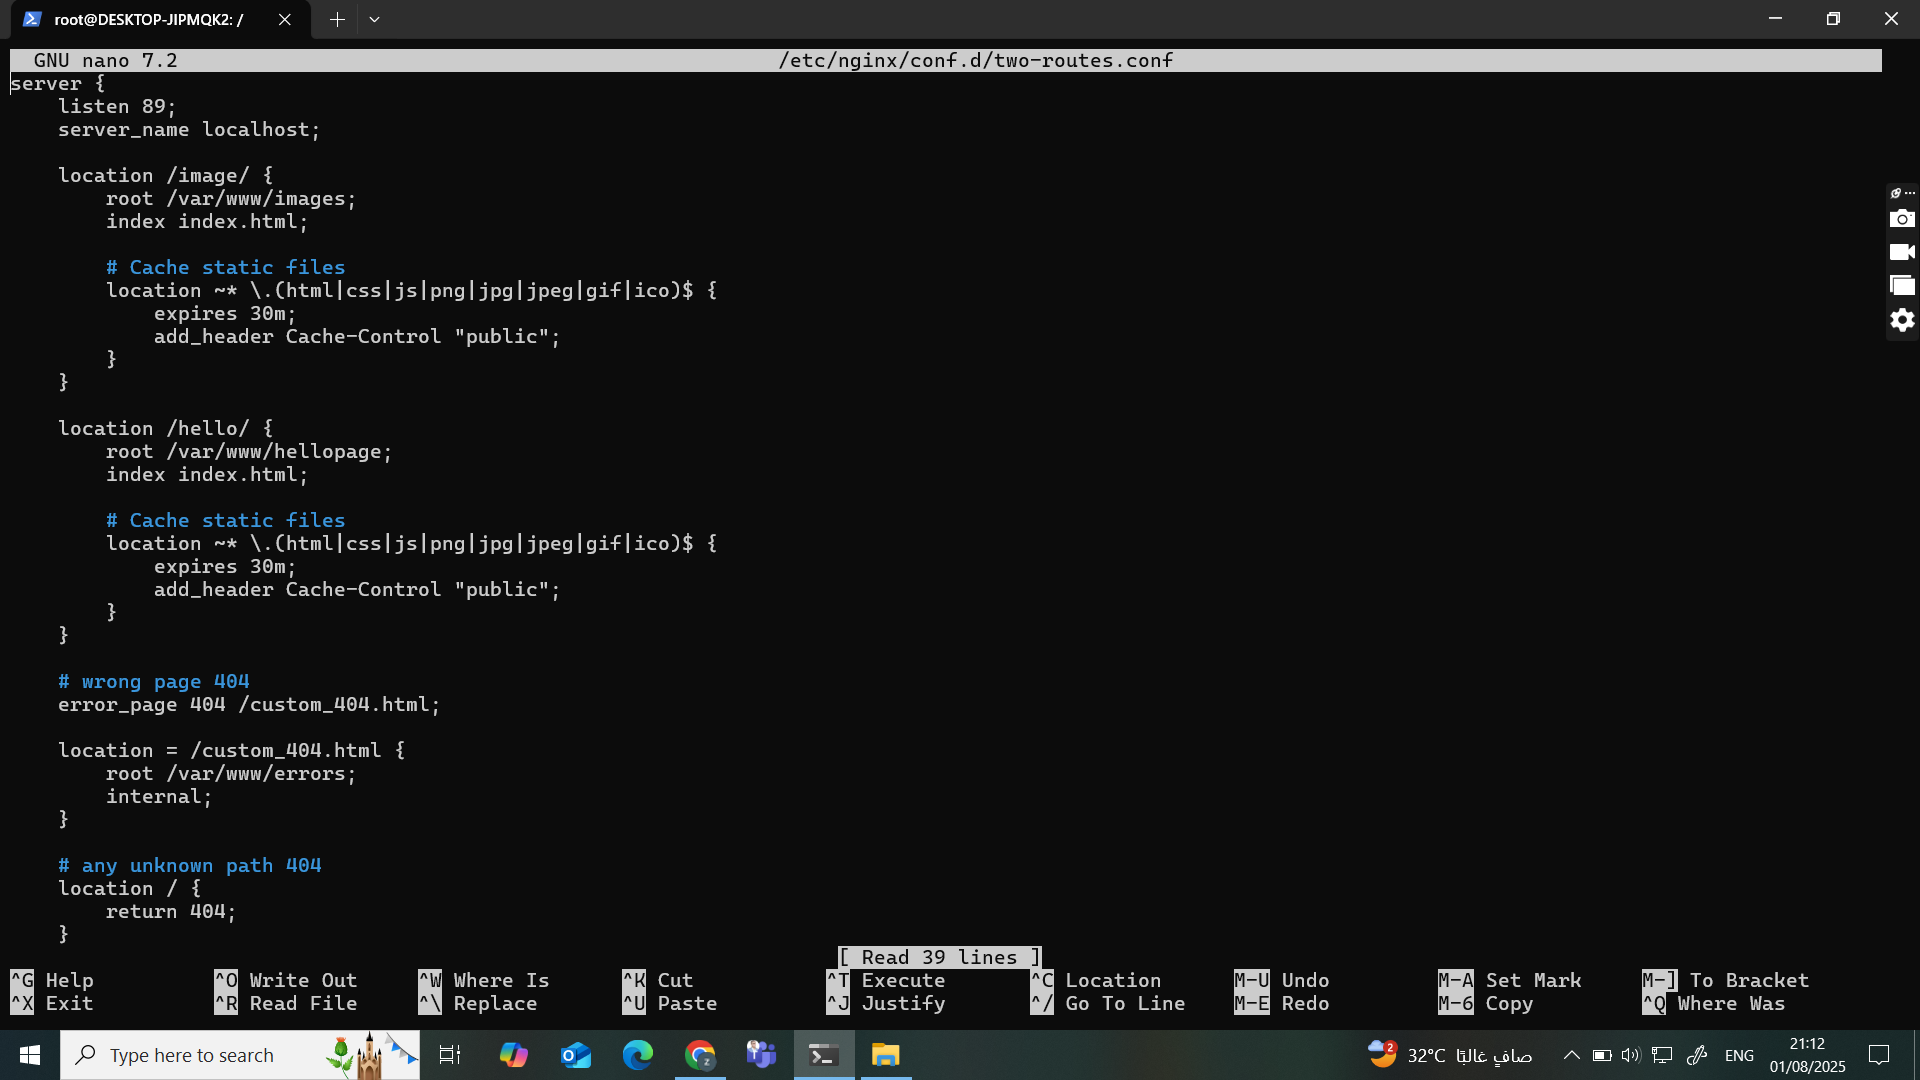 root@DESKTOP-JIPMQK2: /
GNU nano 7.2 /etc/nginx/conf.d/two-routes.conf
server {
    listen 89;
    server_name localhost;

    location /image/ {
        root /var/www/images;
        index index.html;

        # Cache static files
        location ~* \.(html|css|js|png|jpg|jpeg|gif|ico)$ {
            expires 30m;
            add_header Cache-Control "public";
        }
    }

    location /hello/ {
        root /var/www/hellopage;
        index index.html;

        # Cache static files
        location ~* \.(html|css|js|png|jpg|jpeg|gif|ico)$ {
            expires 30m;
            add_header Cache-Control "public";
        }
    }

    # wrong page 404
    error_page 404 /custom_404.html;

    location = /custom_404.html {
        root /var/www/errors;
        internal;
    }

    # any unknown path 404
    location / {
        return 404;
    }
[ Read 39 lines ]
^G Help ^O Write Out ^W Where Is ^K Cut ^T Execute ^C Location M-U Undo M-A Set Mark M-] To Bracket
^X Exit ^R Read File ^\ Replace ^U Paste ^J Justify ^/ Go To Line M-E Redo M-6 Copy ^Q Where Was
Type here to search
2
32°C صافٍ غالبًا
ENG
21:12
01/08/2025